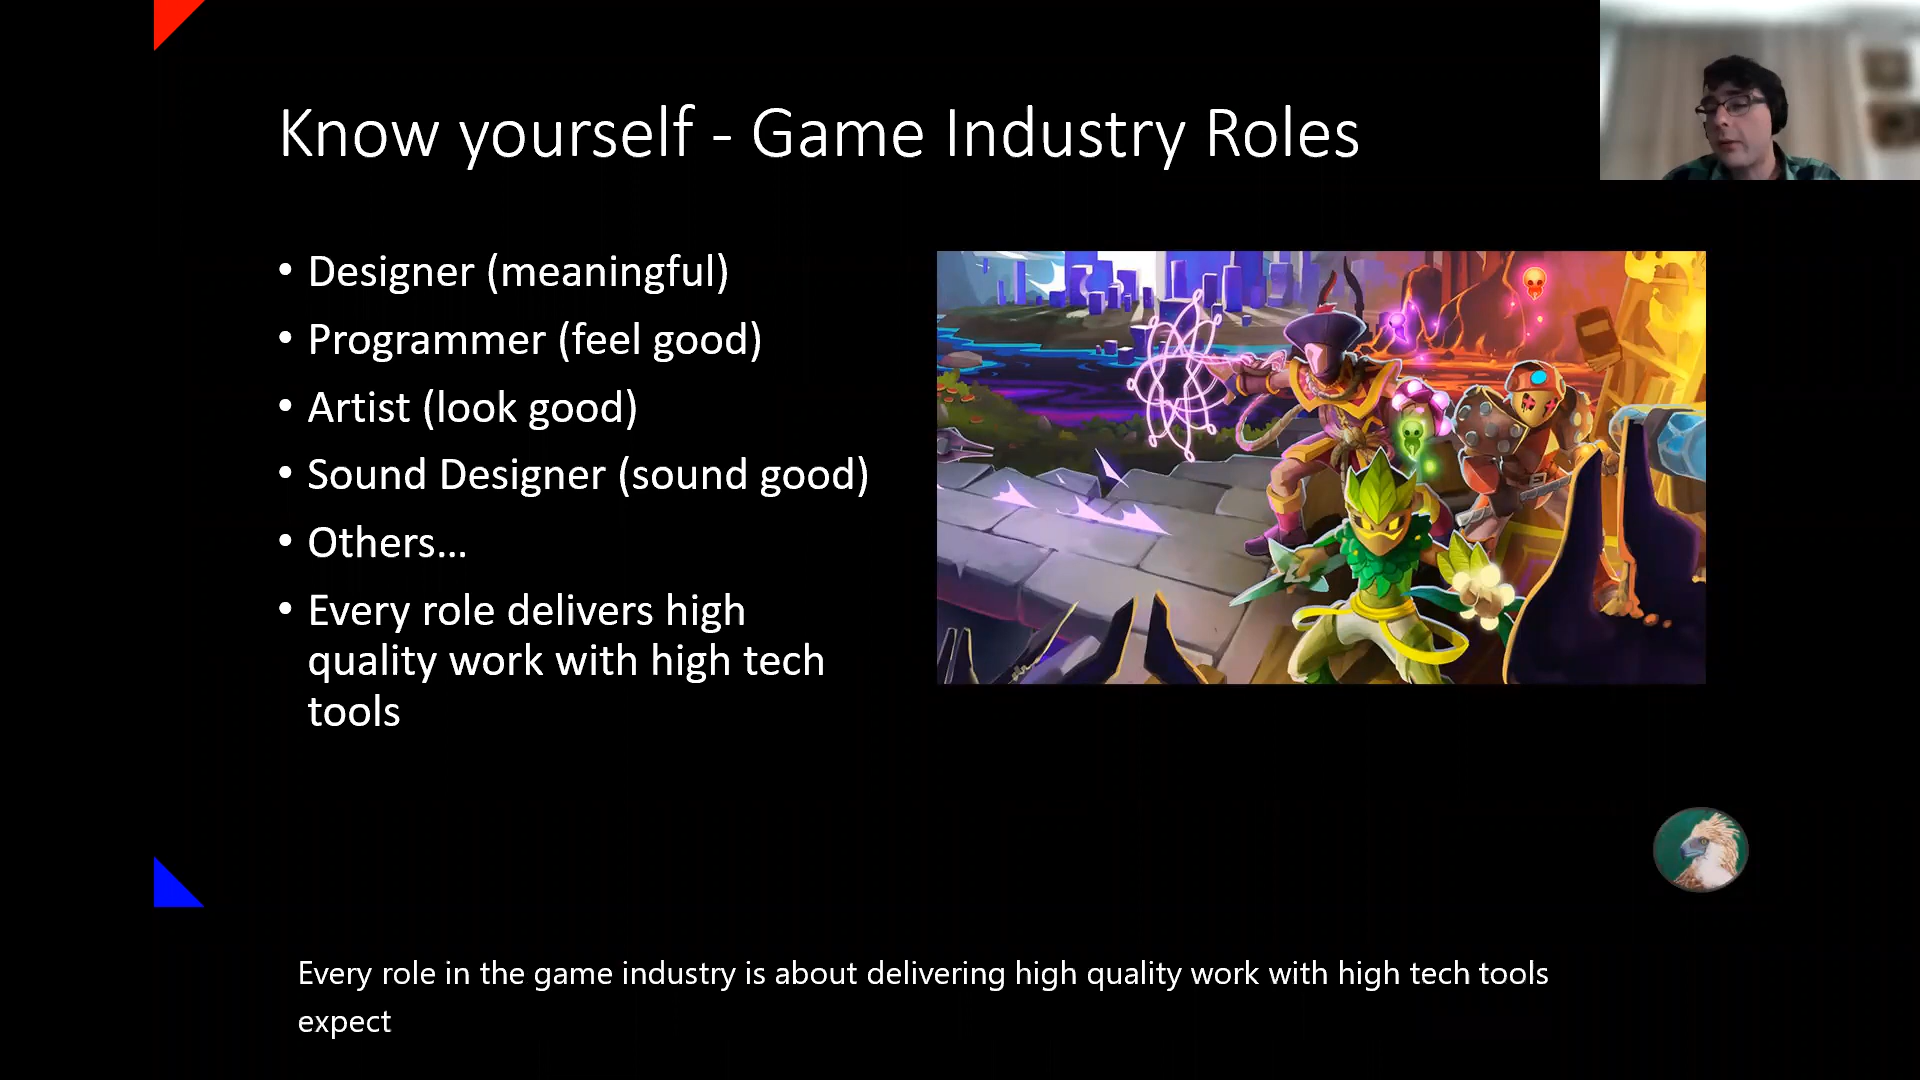 Know yourself - Game Industry Roles
• Designer (meaningful)
• Programmer (feel good)
• Artist (look good)
• Sound Designer (sound good)
• Others...
• Every role delivers high
quality work with high tech
tools
Every role in the game industry is about delivering high quality work with high tech tools
expect